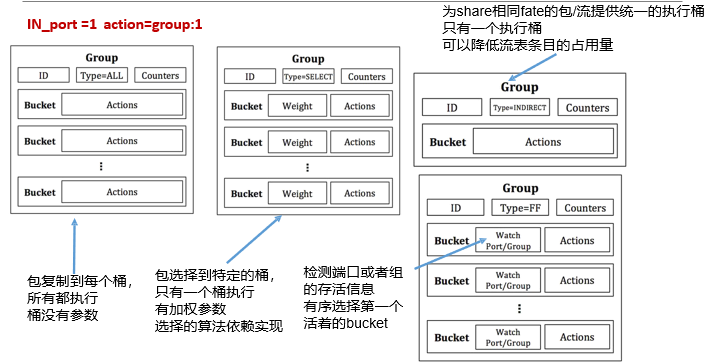 IN_port =1 action=group:1
为share相同fate的包/流提供统一的执行桶
只有一个执行桶
可以降低流表条目的占用量
Group
ID Type=ALL Counters
Bucket Actions
Bucket Actions
⋮
Bucket Actions
包复制到每个桶，
所有都执行
桶没有参数
Group
ID Type=SELECT Counters
Bucket Weight Actions
Bucket Weight Actions
⋮
Bucket Weight Actions
包选择到特定的桶，
只有一个桶执行
有加权参数
选择的算法依赖实现
Group
ID Type=INDIRECT Counters
Bucket Actions
Group
ID Type=FF Counters
Bucket Watch Port/Group Actions
Bucket Watch Port/Group Actions
⋮
Bucket Watch Port/Group Actions
检测端口或者组
的存活信息
有序选择第一个
活着的bucket